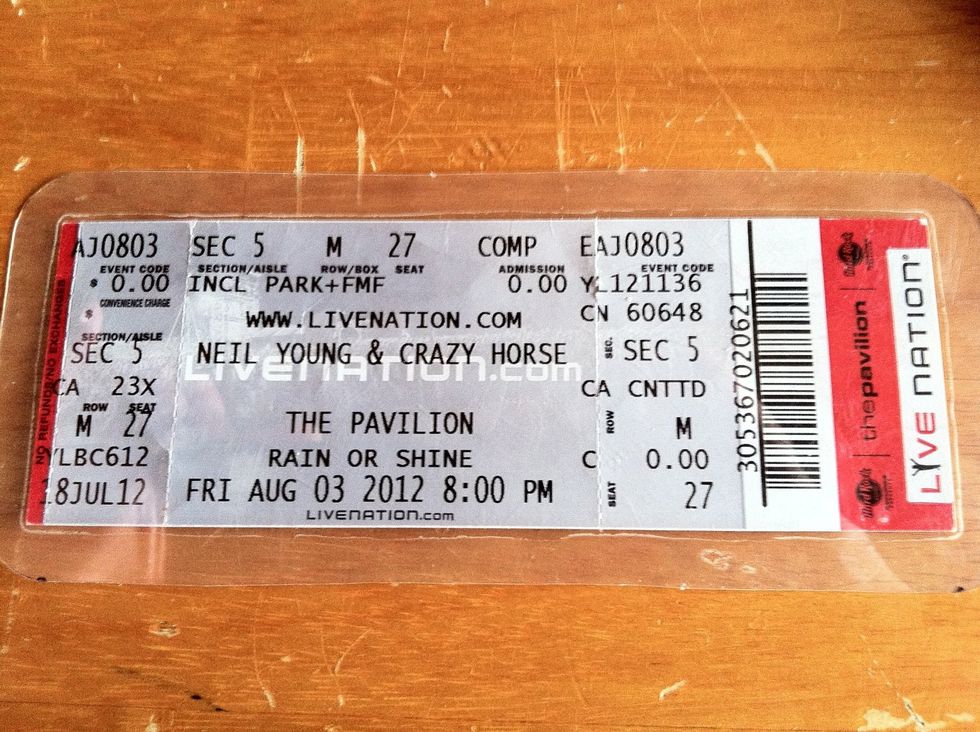 AJ0803 SEC 5 M 27 COMP EAJ0803
EVENT CODE SECTION/AISLE ROW/BOX SEAT ADMISSION EVENT CODE
$ 0.00 INCL PARK+FMF 0.00 YL121136
CONVENIENCE CHARGE
$ WWW.LIVENATION.COM CN 60648
SECTION/AISLE
SEC 5 NEIL YOUNG & CRAZY HORSE SEC. SEC 5
LIVENATION.com
CA 23X CA CNTTD
ROW SEAT
M 27 THE PAVILION ROW M
YLBC612 RAIN OR SHINE C 0.00
18JUL12 FRI AUG 03 2012 8:00 PM SEAT 27
LIVENATION.com
NO REFUNDS NO EXCHANGES
305367020621
thepavilion
LIVE NATION®